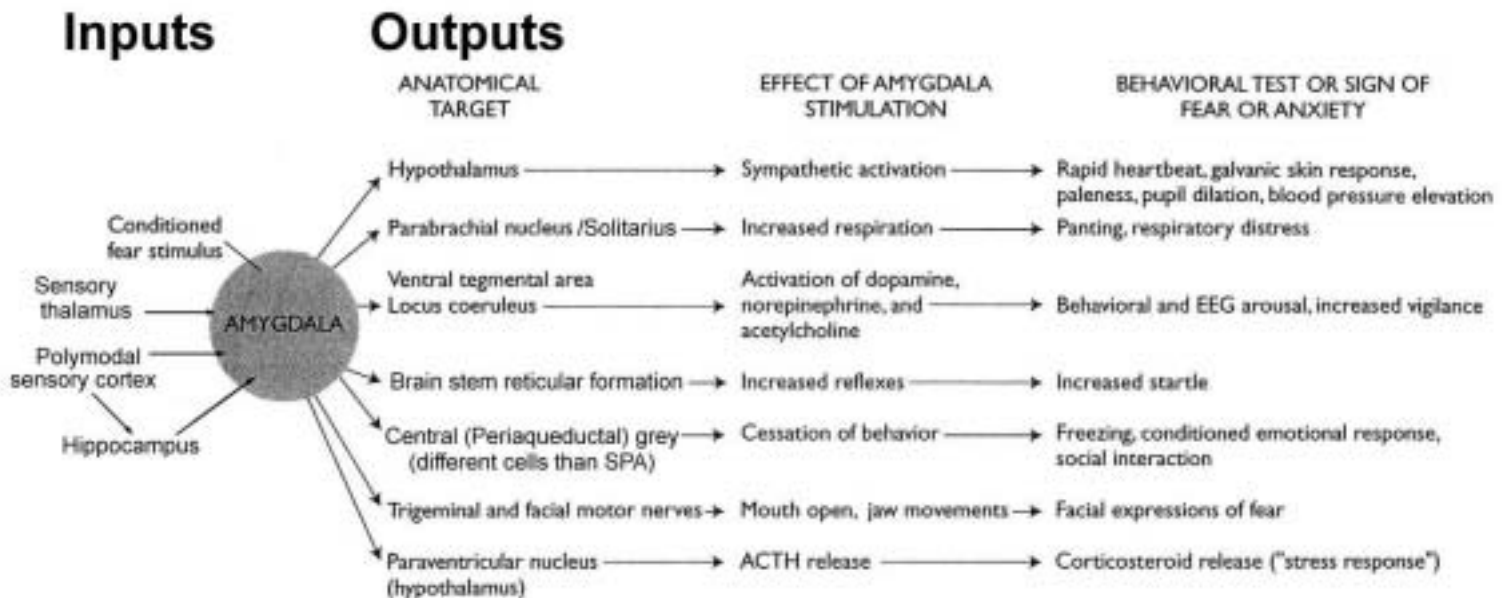 Inputs
Outputs
ANATOMICAL
TARGET
EFFECT OF AMYGDALA
STIMULATION
BEHAVIORAL TEST OR SIGN OF
FEAR OR ANXIETY
Conditioned
fear stimulus
Sensory
thalamus
AMYGDALA
Polymodal
sensory cortex
Hippocampus
Hypothalamus
Sympathetic activation
Rapid heartbeat, galvanic skin response,
paleness, pupil dilation, blood pressure elevation
Parabrachial nucleus /Solitarius
Increased respiration
Panting, respiratory distress
Ventral tegmental area
Locus coeruleus
Activation of dopamine,
norepinephrine, and
acetylcholine
Behavioral and EEG arousal, increased vigilance
Brain stem reticular formation
Increased reflexes
Increased startle
Central (Periaqueductal) grey
(different cells than SPA)
Cessation of behavior
Freezing, conditioned emotional response,
social interaction
Trigeminal and facial motor nerves
Mouth open, jaw movements
Facial expressions of fear
Paraventricular nucleus
(hypothalamus)
ACTH release
Corticosteroid release ("stress response")